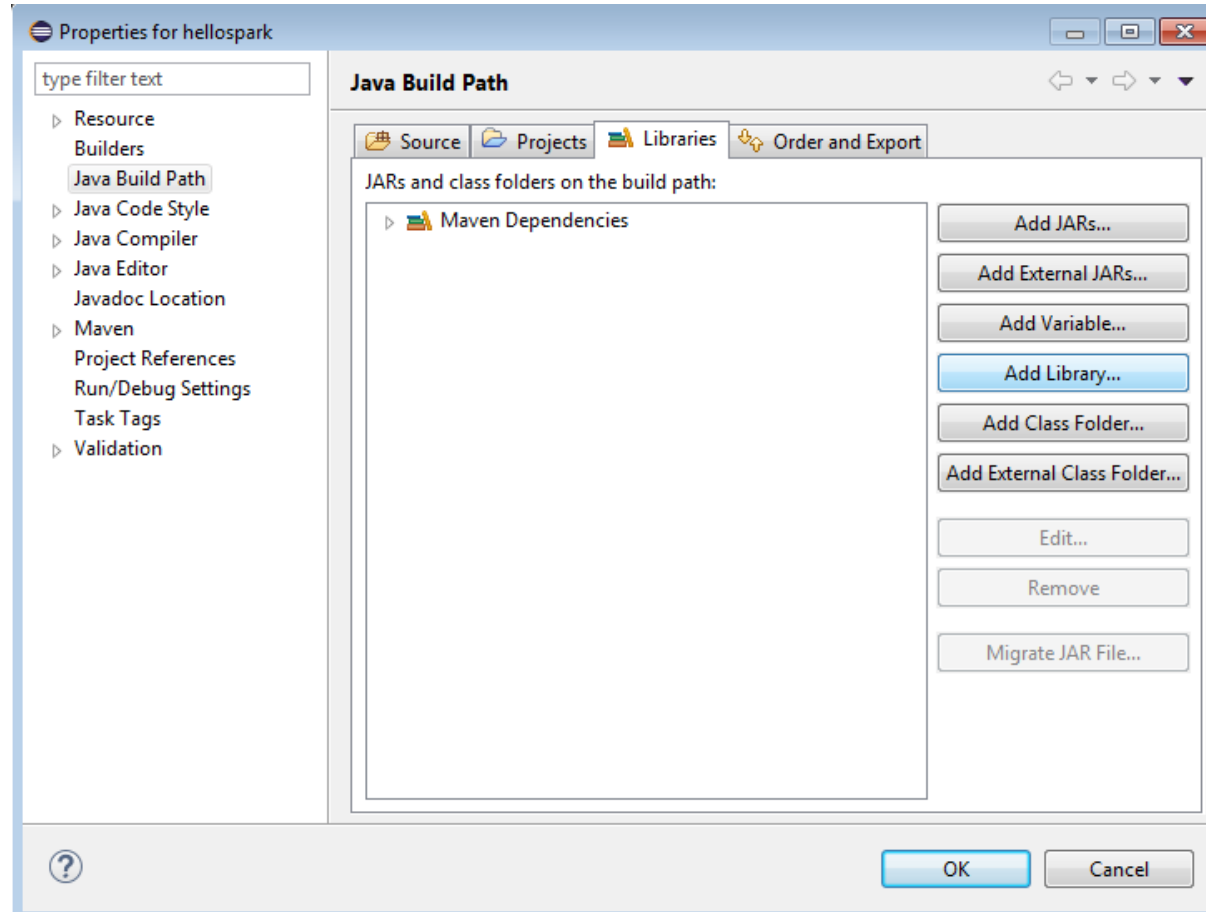 Properties for hellospark
type filter text
Resource
Builders
Java Build Path
Java Code Style
Java Compiler
Java Editor
Javadoc Location
Maven
Project References
Run/Debug Settings
Task Tags
Validation
Java Build Path
Source Projects Libraries Order and Export
JARs and class folders on the build path:
Maven Dependencies
Add JARs...
Add External JARs...
Add Variable...
Add Library...
Add Class Folder...
Add External Class Folder...
Edit...
Remove
Migrate JAR File...
?
OK Cancel